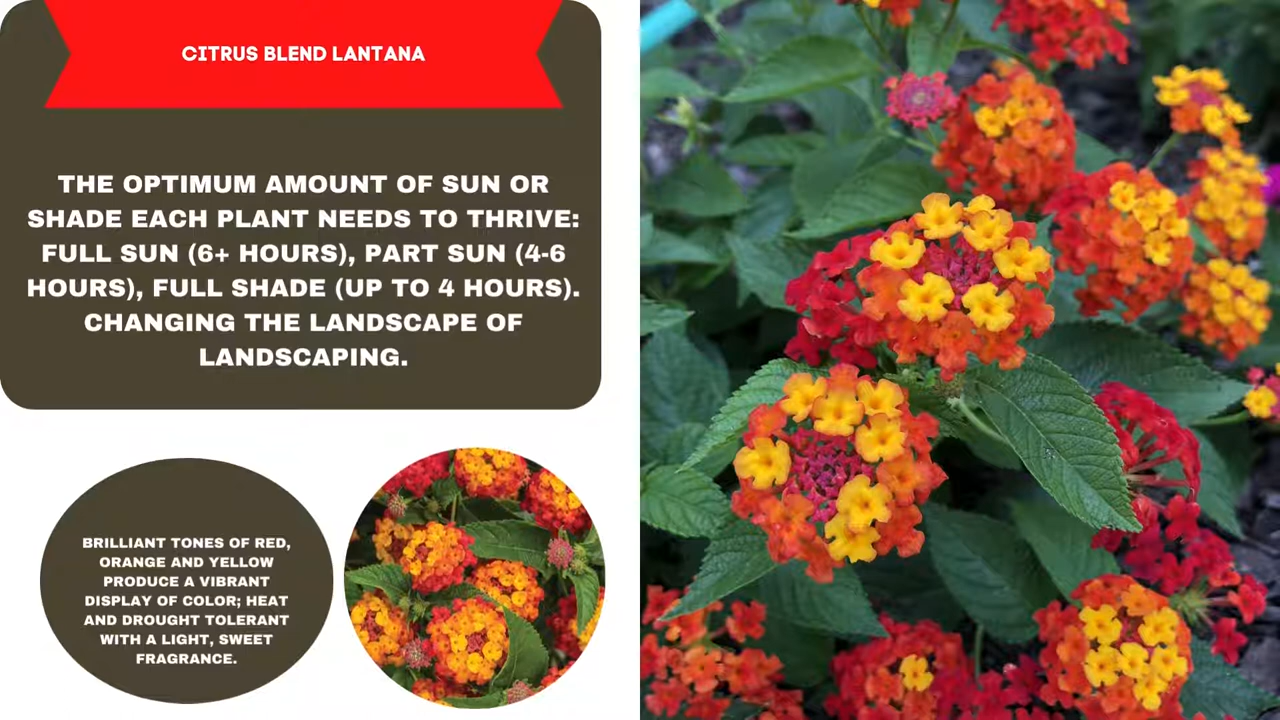 CITRUS BLEND LANTANA
THE OPTIMUM AMOUNT OF SUN OR
SHADE EACH PLANT NEEDS TO THRIVE:
FULL SUN (6+ HOURS), PART SUN (4-6
HOURS), FULL SHADE (UP TO 4 HOURS).
CHANGING THE LANDSCAPE OF
LANDSCAPING.
BRILLIANT TONES OF RED,
ORANGE AND YELLOW
PRODUCE A VIBRANT
DISPLAY OF COLOR; HEAT
AND DROUGHT TOLERANT
WITH A LIGHT, SWEET
FRAGRANCE.